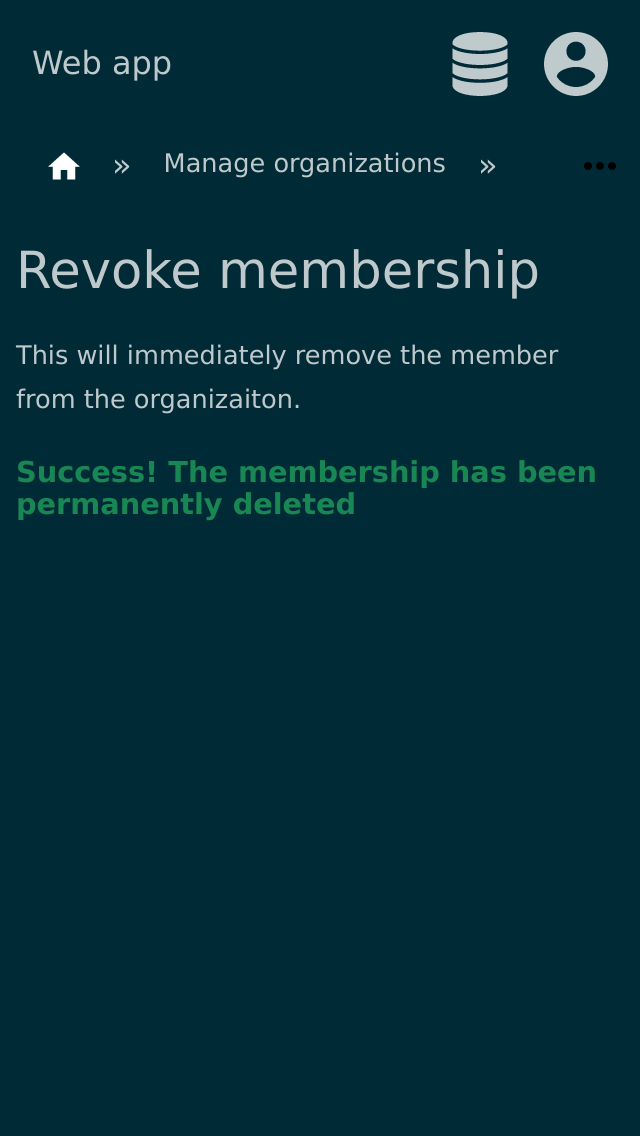 Web app
» Manage organizations »
Revoke membership
This will immediately remove the member
from the organizaiton.
Success! The membership has been
permanently deleted